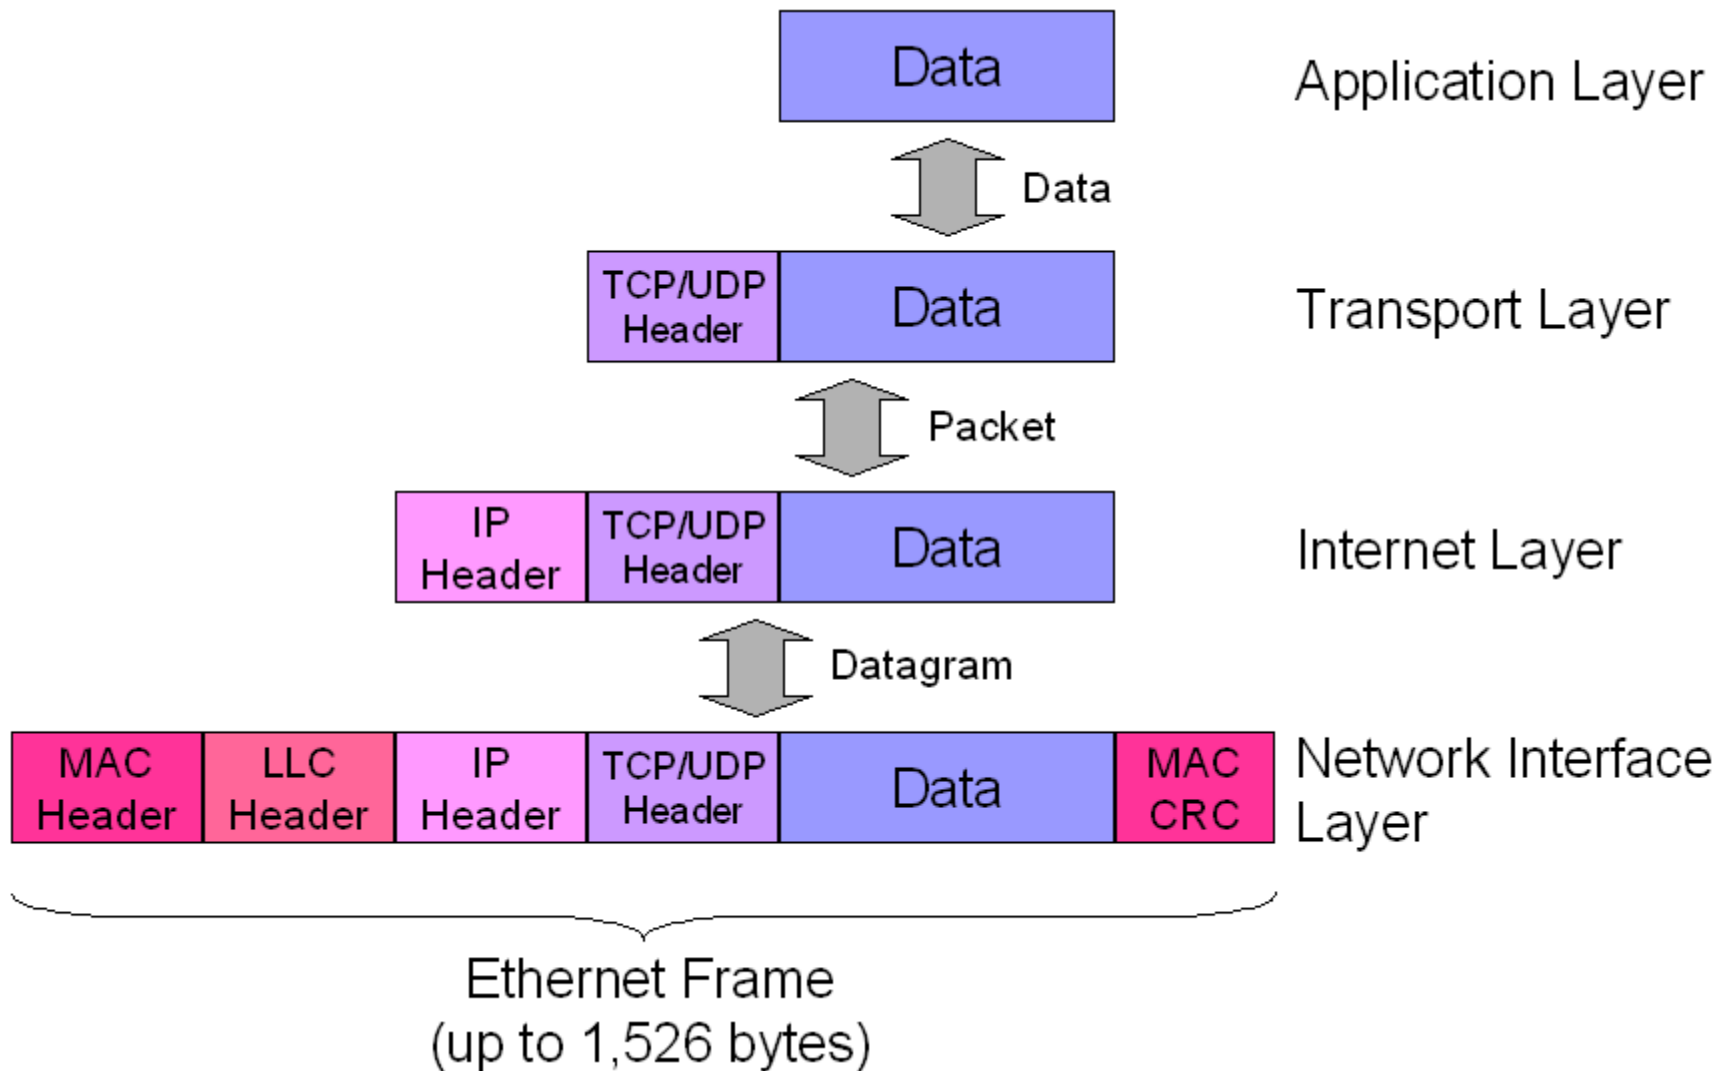 Data
Application Layer
Data
TCP/UDP
Header
Data
Transport Layer
Packet
IP
Header
TCP/UDP
Header
Data
Internet Layer
Datagram
MAC
Header
LLC
Header
IP
Header
TCP/UDP
Header
Data
MAC
CRC
Network Interface
Layer
Ethernet Frame
(up to 1,526 bytes)